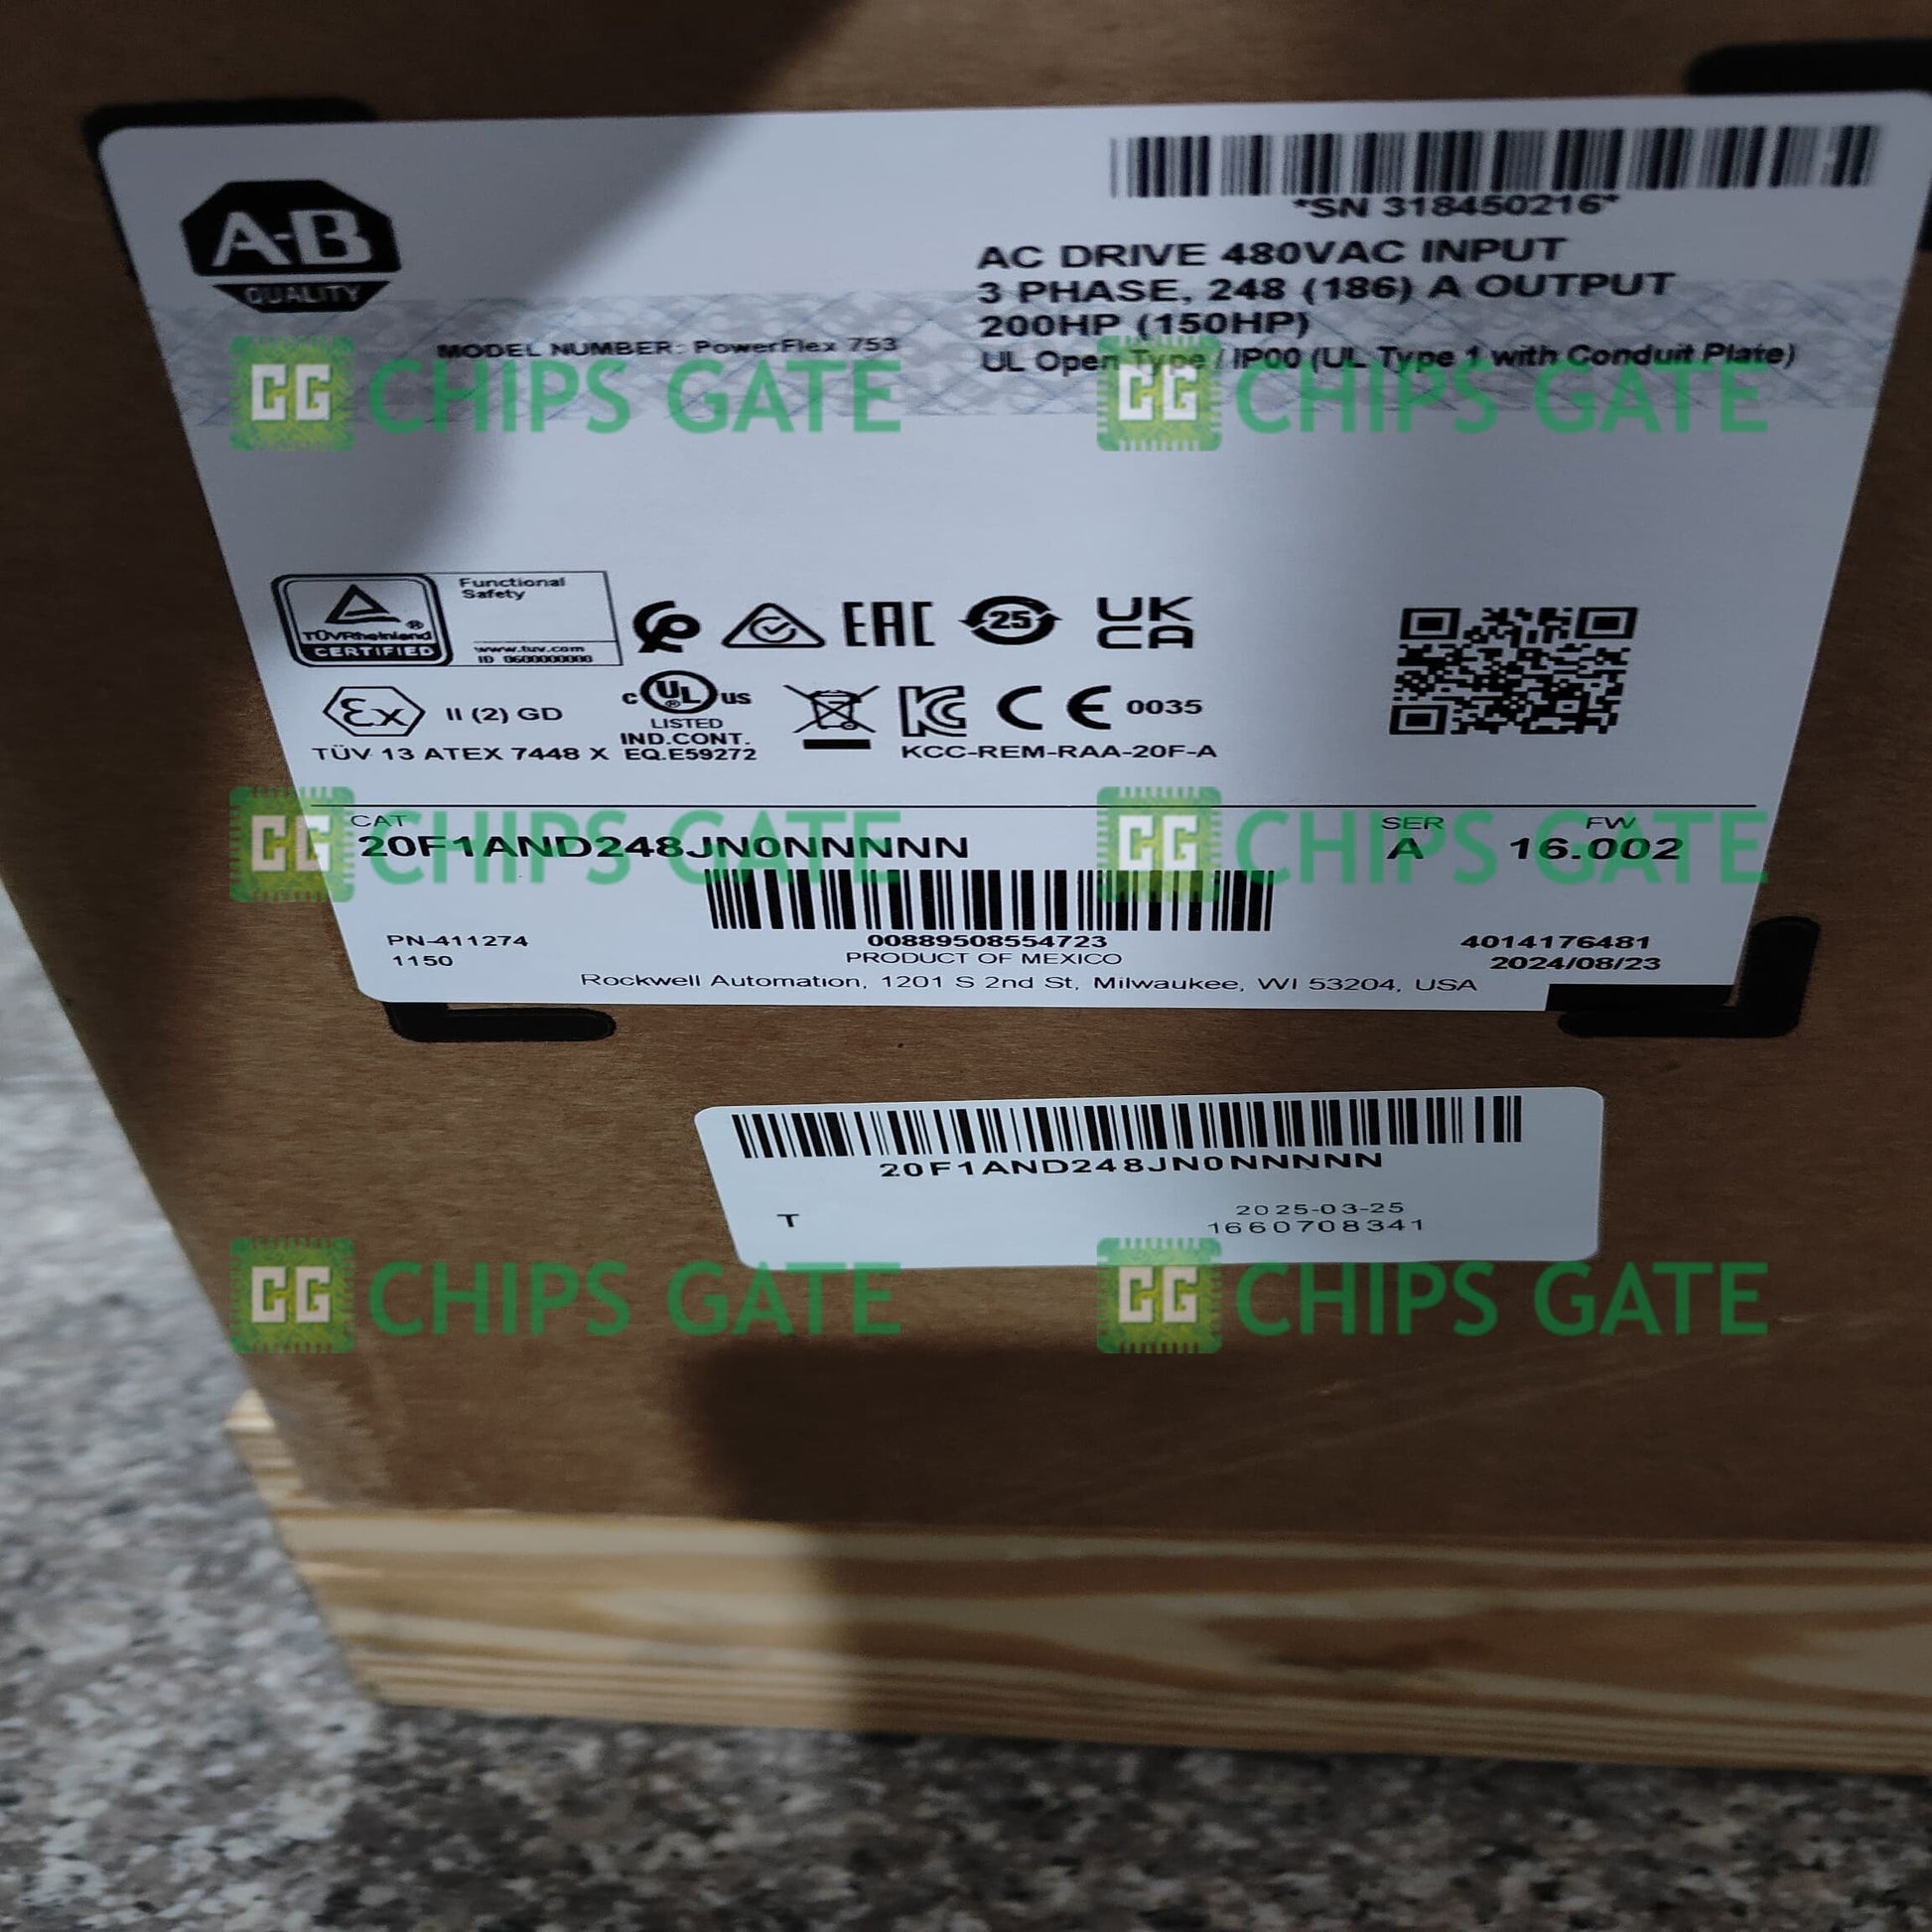 *SN 318450216*
A-B
QUALITY
AC DRIVE 480VAC INPUT
3 PHASE, 248 (186) A OUTPUT
200HP (150HP)
UL Open Type / IP00 (UL Type 1 with Conduit Plate)
MODEL NUMBER: PowerFlex 753
CG CHIPS GATE
CG CHIPS GATE
TÜVRheinland®
CERTIFIED
Functional
Safety
www.tuv.com
ID 0600000000
EAC
25
UK
CA
Ex II (2) GD
TÜV 13 ATEX 7448 X
c UL® us
LISTED
IND.CONT.
EQ.E59272
KC
CE 0035
KCC-REM-RAA-20F-A
CG CHIPS GATE
CG CHIPS GATE
CAT
20F1AND248JN0NNNNN
SER
A
FW
16.002
00889508554723
PN-411274
1150
PRODUCT OF MEXICO
4014176481
2024/08/23
Rockwell Automation, 1201 S 2nd St, Milwaukee, WI 53204, USA
20F1AND248JN0NNNNN
T
2025-03-25
1660708341
CG CHIPS GATE
CG CHIPS GATE